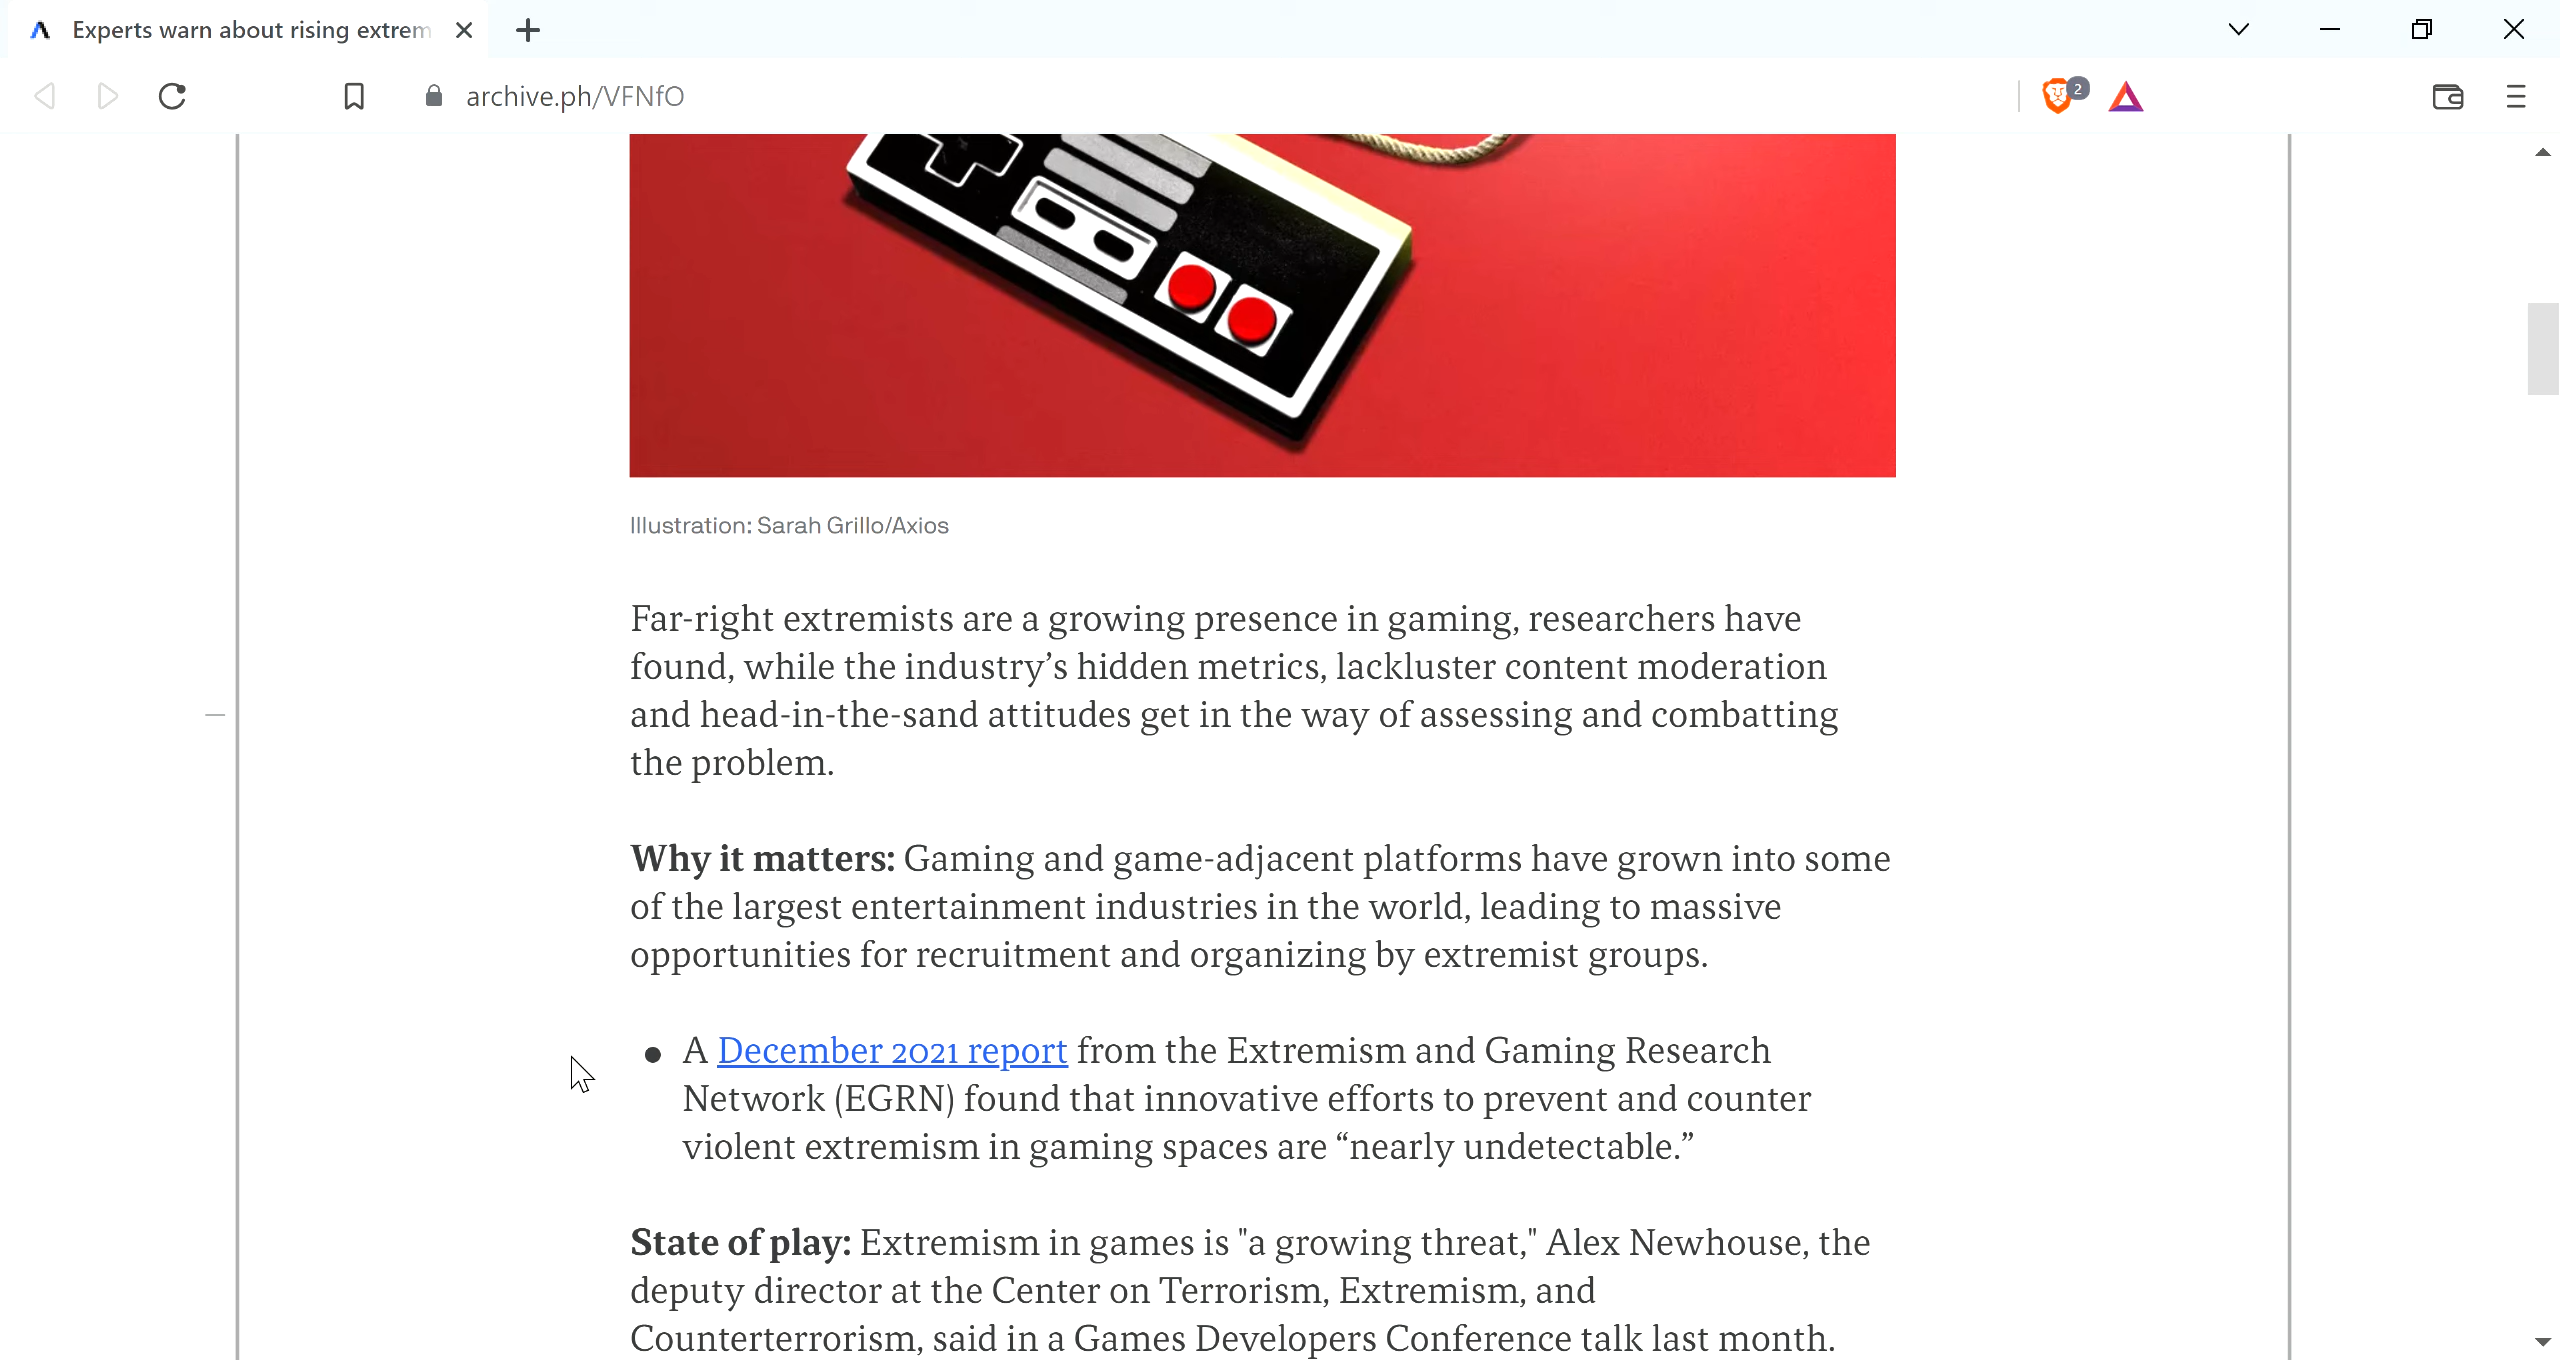 Experts warn about rising extrem
archive.ph/VFNfO
2
Illustration: Sarah Grillo/Axios
Far-right extremists are a growing presence in gaming, researchers have
found, while the industry’s hidden metrics, lackluster content moderation
and head-in-the-sand attitudes get in the way of assessing and combatting
the problem.
Why it matters: Gaming and game-adjacent platforms have grown into some
of the largest entertainment industries in the world, leading to massive
opportunities for recruitment and organizing by extremist groups.
A December 2021 report from the Extremism and Gaming Research
Network (EGRN) found that innovative efforts to prevent and counter
violent extremism in gaming spaces are “nearly undetectable.”
State of play: Extremism in games is "a growing threat," Alex Newhouse, the
deputy director at the Center on Terrorism, Extremism, and
Counterterrorism, said in a Games Developers Conference talk last month.